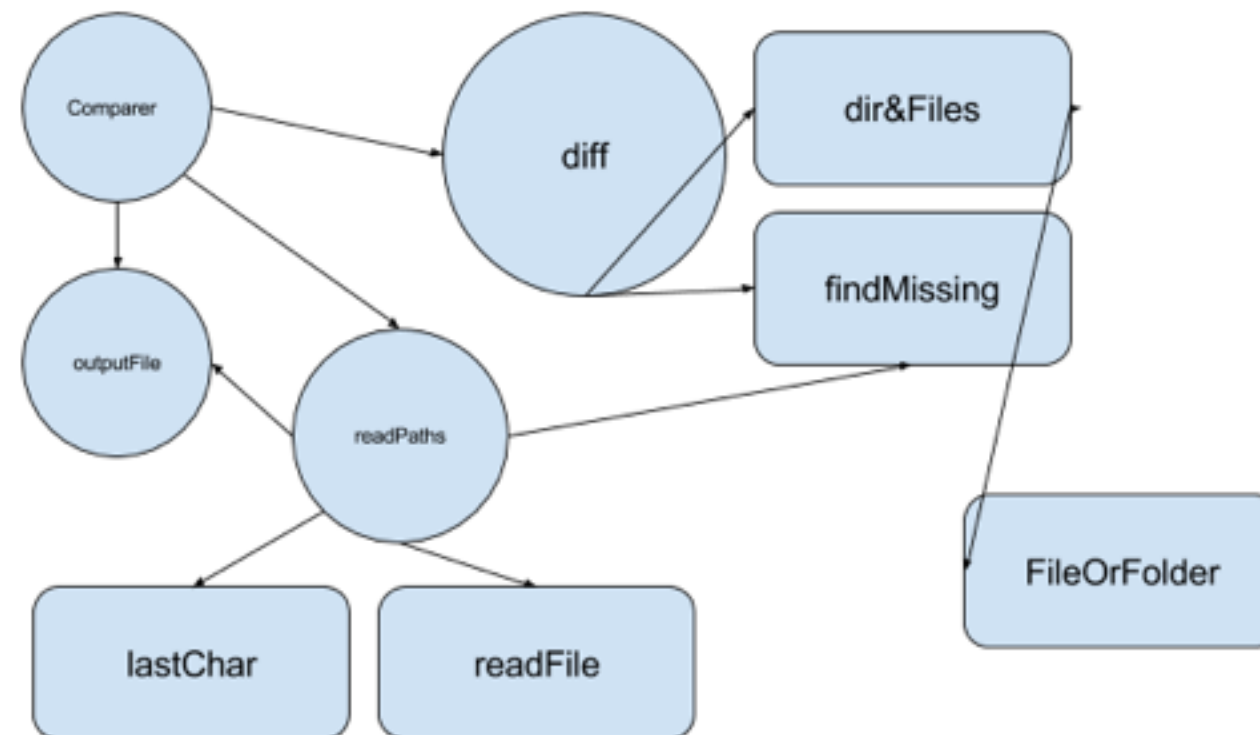 Comparer
diff
dir&Files
findMissing
outputFile
readPaths
FileOrFolder
lastChar
readFile